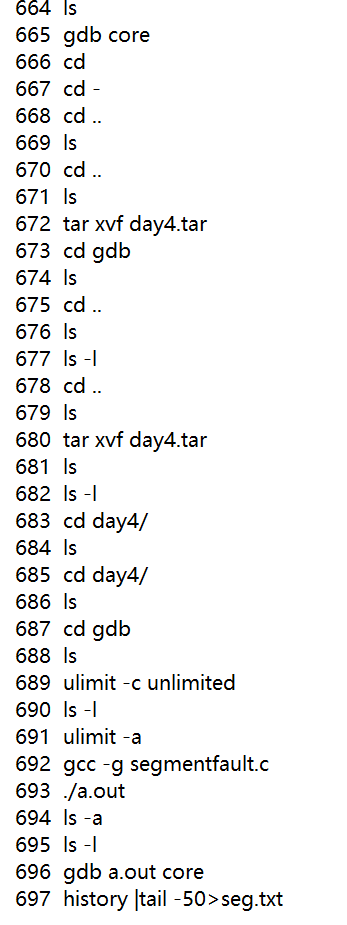 664 ls
665 gdb core
666 cd
667 cd -
668 cd ..
669 ls
670 cd ..
671 ls
672 tar xvf day4.tar
673 cd gdb
674 ls
675 cd ..
676 ls
677 ls -l
678 cd ..
679 ls
680 tar xvf day4.tar
681 ls
682 ls -l
683 cd day4/
684 ls
685 cd day4/
686 ls
687 cd gdb
688 ls
689 ulimit -c unlimited
690 ls -l
691 ulimit -a
692 gcc -g segmentfault.c
693 ./a.out
694 ls -a
695 ls -l
696 gdb a.out core
697 history |tail -50>seg.txt